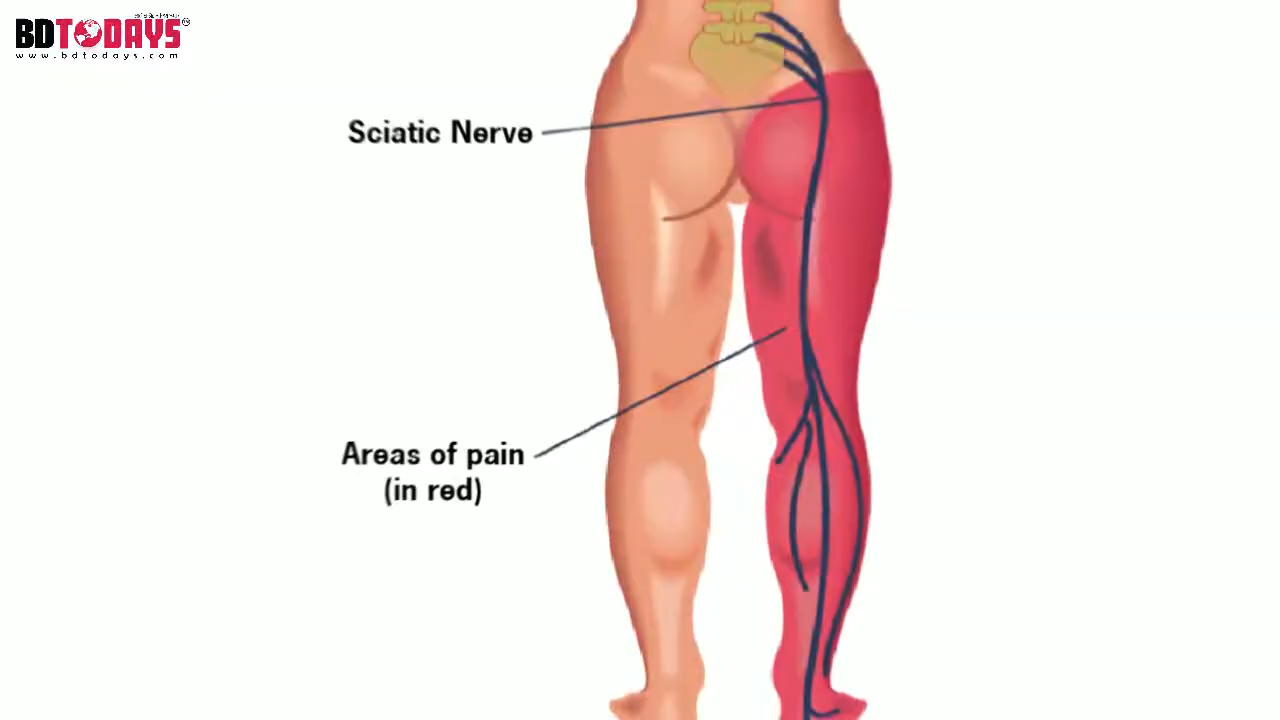 BDTODAYS
www.bdtodays.com
Sciatic Nerve
Areas of pain
(in red)